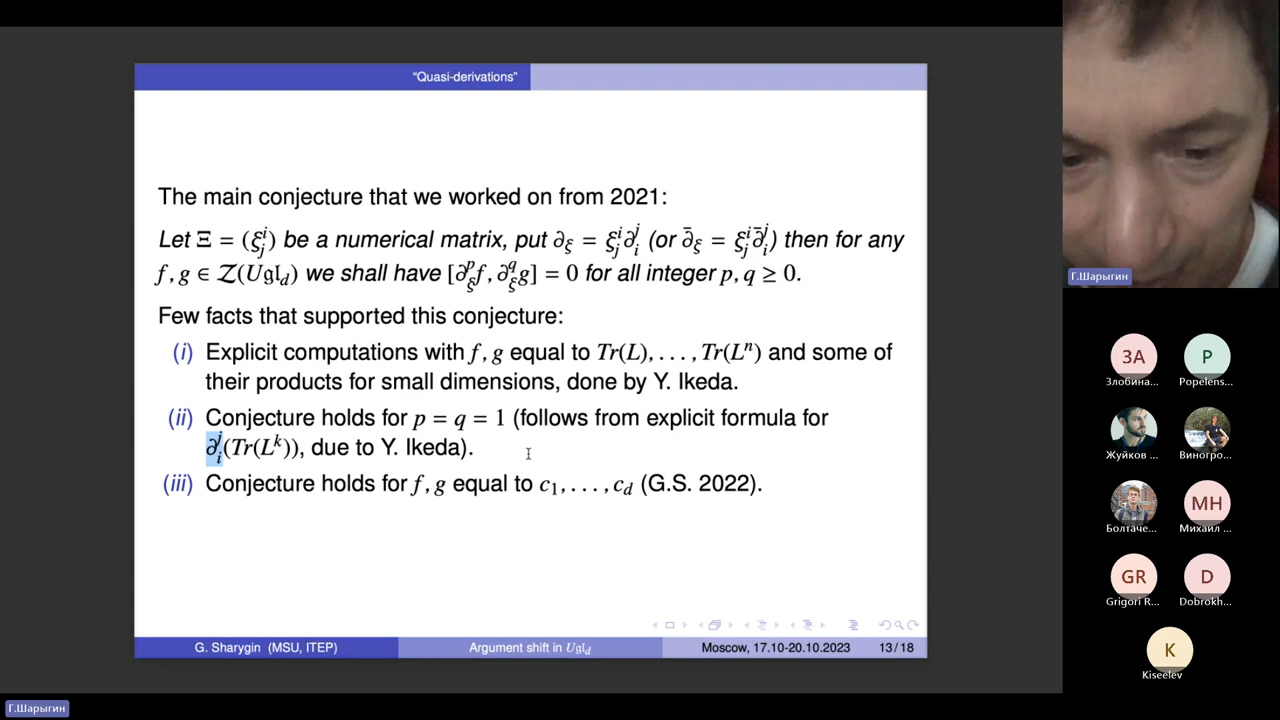 "Quasi-derivations"
The main conjecture that we worked on from 2021:
Let Ξ = (ξ^i_j) be a numerical matrix, put ∂_ξ = ξ^i_j ∂^j_i (or ∂̄_ξ = ξ^i_j ∂̄^j_i) then for any
f, g ∈ Z(U𝔤𝔩_d) we shall have [∂^p_ξ f, ∂^q_ξ g] = 0 for all integer p, q ≥ 0.
Few facts that supported this conjecture:
(i) Explicit computations with f, g equal to Tr(L), . . . , Tr(L^n) and some of
their products for small dimensions, done by Y. Ikeda.
(ii) Conjecture holds for p = q = 1 (follows from explicit formula for
∂^j_i(Tr(L^k)), due to Y. Ikeda).
(iii) Conjecture holds for f, g equal to c_1, . . . , c_d (G.S. 2022).
G. Sharygin (MSU, ITEP)
Argument shift in U𝔤𝔩_d
Moscow, 17.10-20.10.2023
13 / 18
Г.Шарыгин
ЗА
Злобина...
P
Popelens...
Жуйков ...
Виногро...
Болтаче...
МН
Михаил ...
GR
Grigori R...
D
Dobrokh...
K
Kiseelev
Г.Шарыгин